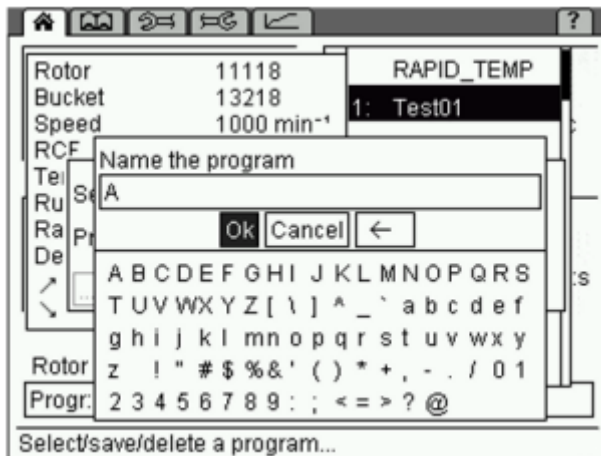 ?
Rotor 11118
Bucket 13218
Speed 1000 min⁻¹
RCF
RAPID_TEMP
1: Test01
Name the program
A
Ok Cancel ←
A B C D E F G H I J K L M N O P Q R S
T U V W X Y Z [ \ ] ^ _ ` a b c d e f
g h i j k l m n o p q r s t u v w x y
z ! " # $ % & ' ( ) * + , - . / 0 1
2 3 4 5 6 7 8 9 : ; < = > ? @
Rotor
Progr:
Select/save/delete a program...